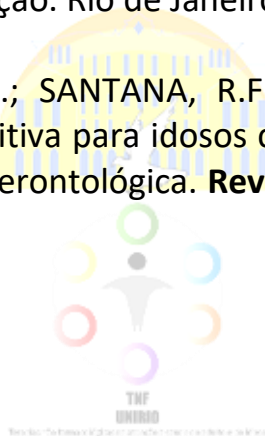 ção. Rio de Janeiro
.; SANTANA, R.F
itiva para idosos
erontológica. Rev
TNF
UNIRIO